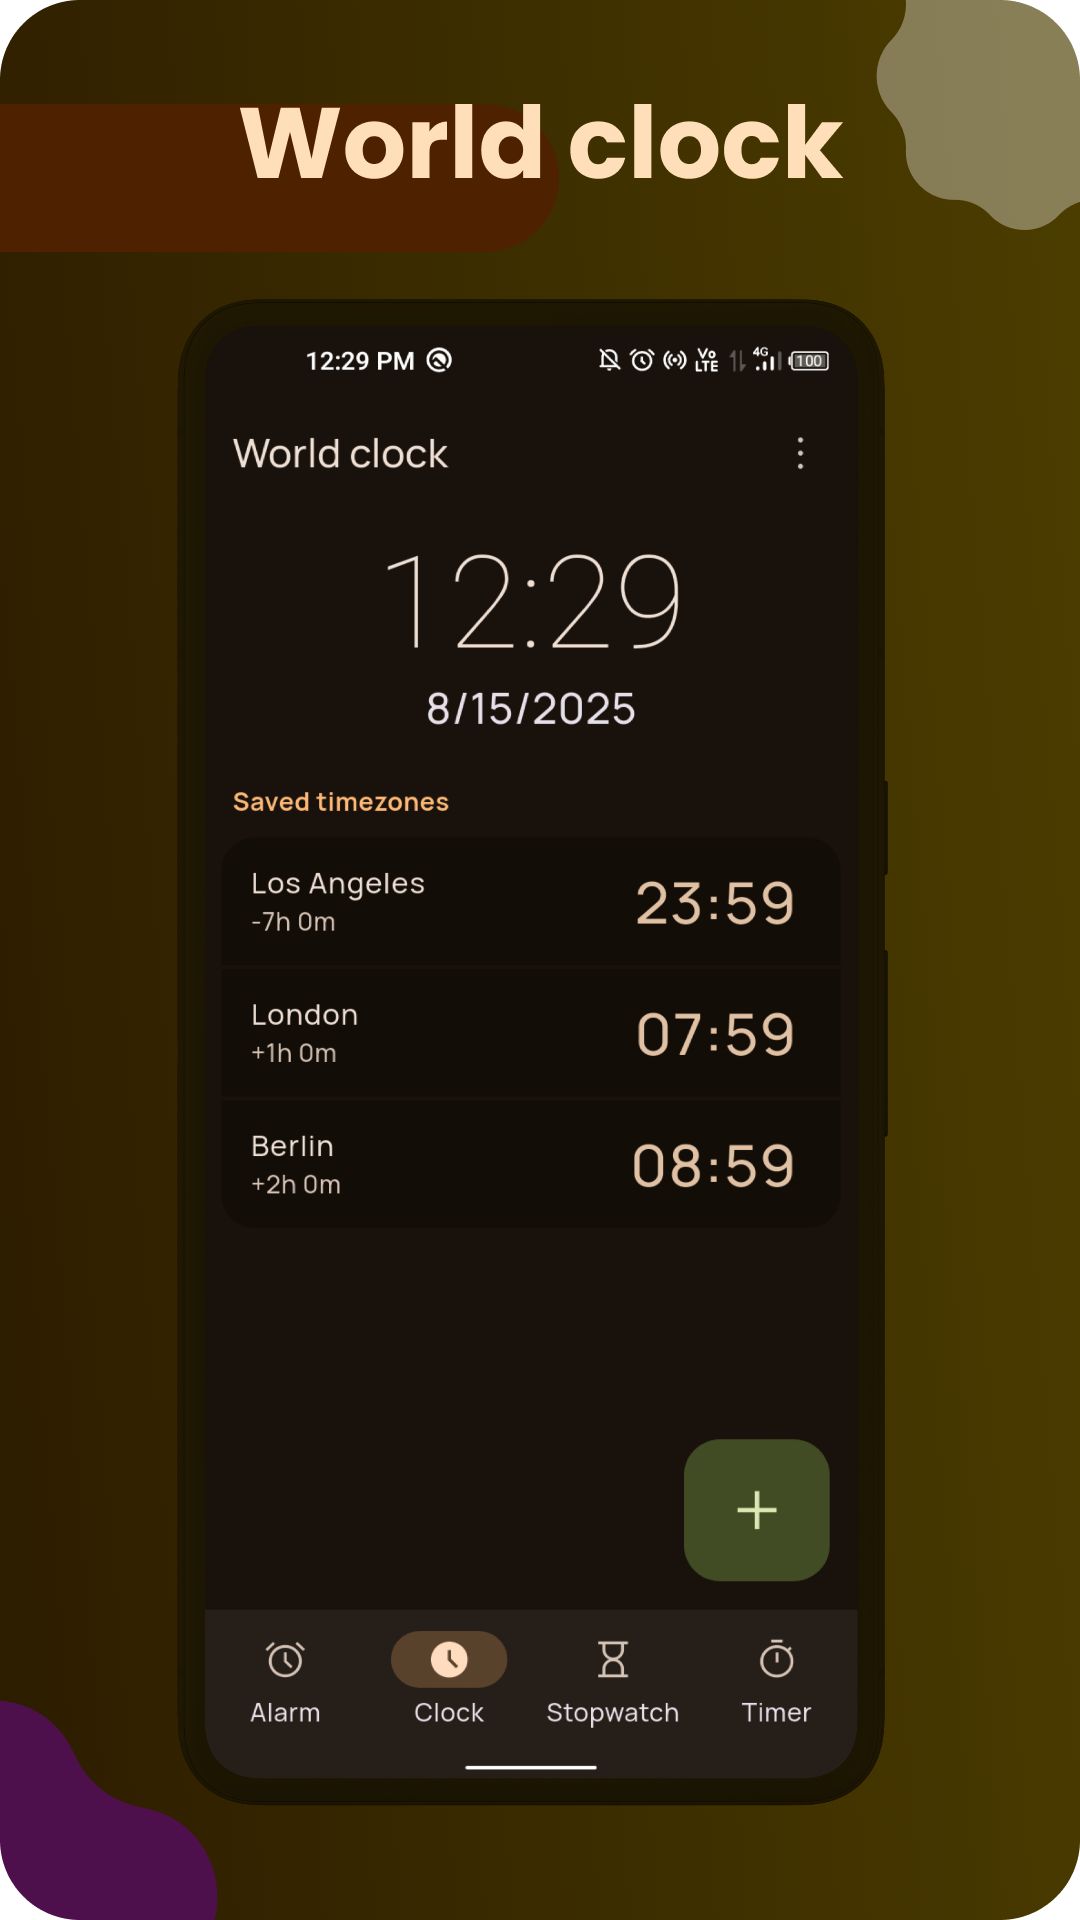 World clock
12:29 PM
Vo LTE
4G
100
World clock
12:29
8/15/2025
Saved timezones
Los Angeles
23:59
-7h 0m
London
07:59
+1h 0m
Berlin
08:59
+2h 0m
Alarm Clock Stopwatch Timer